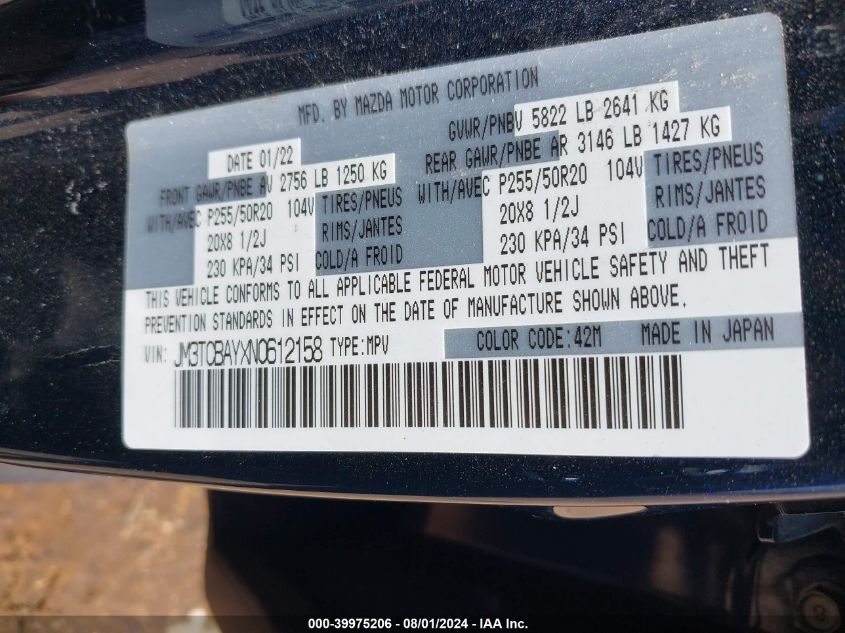 MFD. BY MAZDA MOTOR CORPORATION
DATE 01/22 GVWR/PNBV 5822 LB 2641 KG
FRONT GAWR/PNBE AV 2756 LB 1250 KG REAR GAWR/PNBE AR 3146 LB 1427 KG
WITH/AVEC P255/50R20 104V TIRES/PNEUS WITH/AVEC P255/50R20 104V TIRES/PNEUS
20X8 1/2J RIMS/JANTES 20X8 1/2J RIMS/JANTES
230 KPA/34 PSI COLD/A FROID 230 KPA/34 PSI COLD/A FROID
THIS VEHICLE CONFORMS TO ALL APPLICABLE FEDERAL MOTOR VEHICLE SAFETY AND THEFT
PREVENTION STANDARDS IN EFFECT ON THE DATE OF MANUFACTURE SHOWN ABOVE.
VIN: JM3TCBAYXN0612158 TYPE:MPV COLOR CODE:42M MADE IN JAPAN
000-39975206 - 08/01/2024 - IAA Inc.